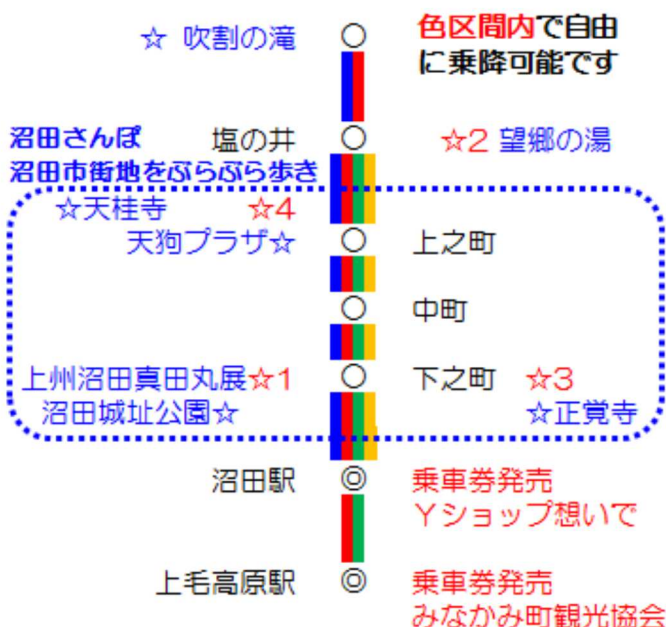 ☆ 吹割の滝
色区間内で自由
に乗降可能です
沼田さんぽ
塩の井
☆2 望郷の湯
沼田市街地をぶらぶら歩き
☆天桂寺 ☆4
天狗プラザ☆
上之町
中町
上州沼田真田丸展☆1
下之町 ☆3
沼田城址公園☆
☆正覚寺
沼田駅
乗車券発売
Yショップ想いで
上毛高原駅
乗車券発売
みなかみ町観光協会